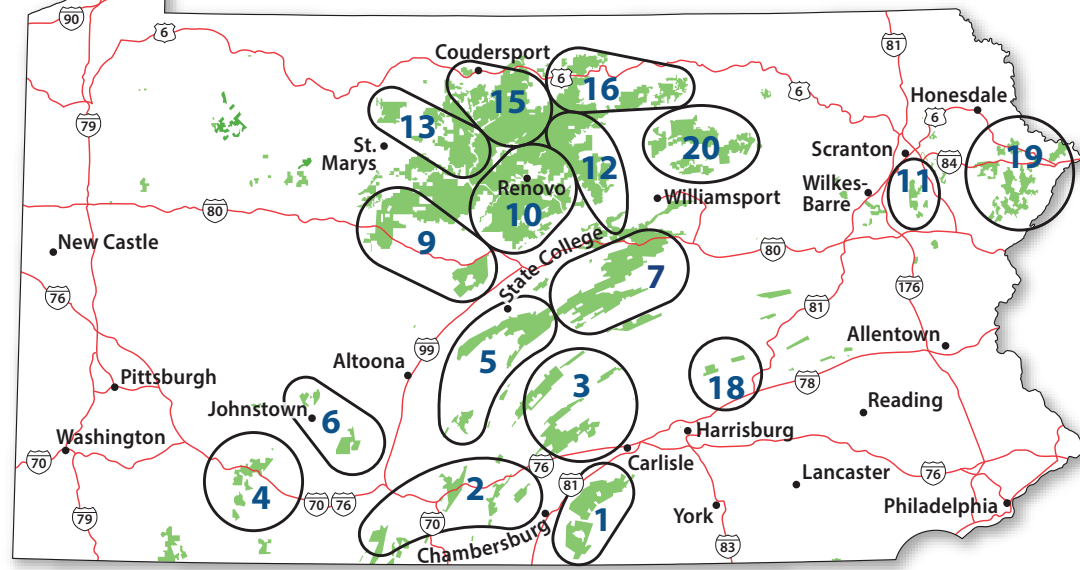 90
6
81
Coudersport
6
16
6
15
Honesdale
79
13
6
St.
Marys
20
Scranton
84
19
12
Renovo
Wilkes-
Barre
11
80
10
Williamsport
9
New Castle
State College
80
7
76
176
81
99
Allentown
Altoona
5
Pittsburgh
3
18
78
Johnstown
6
Reading
Washington
Harrisburg
70
76
Carlisle
76
Lancaster
81
2
4
70
76
York
Philadelphia
79
70
1
Chambersburg
83